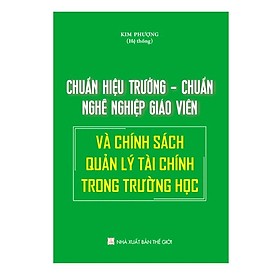 KIM PHƯỢNG
(Hệ thống)
CHUẨN HIỆU TRƯỞNG – CHUẨN
NGHỀ NGHIỆP GIÁO VIÊN
VÀ CHÍNH SÁCH
QUẢN LÝ TÀI CHÍNH
TRONG TRƯỜNG HỌC
NHÀ XUẤT BẢN THẾ GIỚI